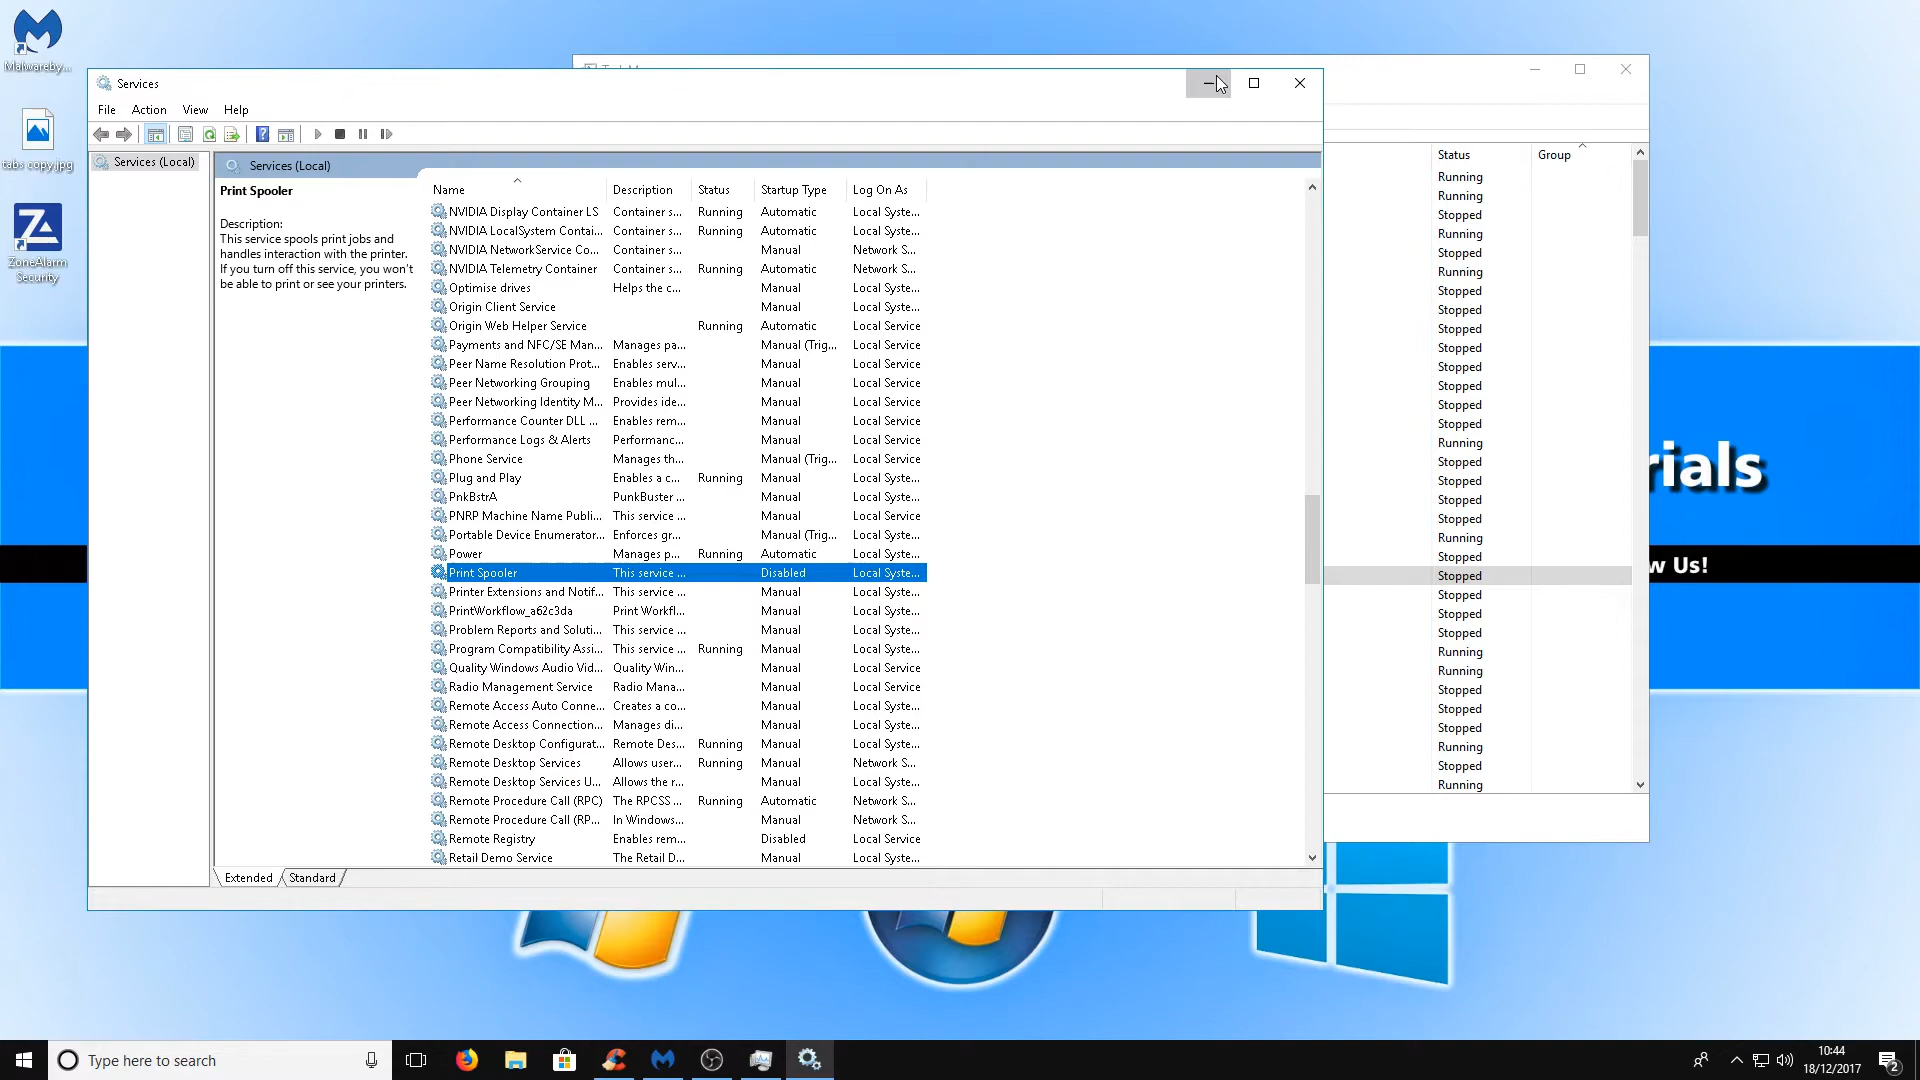 Malwareby...
tabs copy.jpg
ZoneAlarm
Security
Services
File Action View Help
Services (Local)
Services (Local)
Print Spooler
Description:
This service spools print jobs and
handles interaction with the printer.
If you turn off this service, you won't
be able to print or see your printers.
Name Description Status Startup Type Log On As
NVIDIA Display Container LS Container s... Running Automatic Local Syste...
NVIDIA LocalSystem Contai... Container s... Running Automatic Local Syste...
NVIDIA NetworkService Co... Container s... Manual Network S...
NVIDIA Telemetry Container Container s... Running Automatic Network S...
Optimise drives Helps the c... Manual Local Syste...
Origin Client Service Manual Local Syste...
Origin Web Helper Service Running Automatic Local Service
Payments and NFC/SE Man... Manages pa... Manual (Trig... Local Service
Peer Name Resolution Prot... Enables serv... Manual Local Service
Peer Networking Grouping Enables mul... Manual Local Service
Peer Networking Identity M... Provides ide... Manual Local Service
Performance Counter DLL ... Enables rem... Manual Local Service
Performance Logs & Alerts Performanc... Manual Local Service
Phone Service Manages th... Manual (Trig... Local Service
Plug and Play Enables a c... Running Manual Local Syste...
PnkBstrA PunkBuster ... Manual Local Syste...
PNRP Machine Name Publi... This service ... Manual Local Service
Portable Device Enumerator... Enforces gr... Manual (Trig... Local Syste...
Power Manages p... Running Automatic Local Syste...
Print Spooler This service ... Disabled Local Syste...
Printer Extensions and Notif... This service ... Manual Local Syste...
PrintWorkflow_a62c3da Print Workfl... Manual Local Syste...
Problem Reports and Soluti... This service ... Manual Local Syste...
Program Compatibility Assi... This service ... Running Manual Local Syste...
Quality Windows Audio Vid... Quality Win... Manual Local Service
Radio Management Service Radio Mana... Manual Local Service
Remote Access Auto Conne... Creates a co... Manual Local Syste...
Remote Access Connection... Manages di... Manual Local Syste...
Remote Desktop Configurat... Remote Des... Running Manual Local Syste...
Remote Desktop Services Allows user... Running Manual Network S...
Remote Desktop Services U... Allows the r... Manual Local Syste...
Remote Procedure Call (RPC) The RPCSS ... Running Automatic Network S...
Remote Procedure Call (RP... In Windows... Manual Network S...
Remote Registry Enables rem... Disabled Local Service
Retail Demo Service The Retail D... Manual Local Syste...
Extended Standard
Status Group
Running
Running
Stopped
Running
Stopped
Running
Stopped
Stopped
Stopped
Stopped
Stopped
Stopped
Stopped
Stopped
Running
Stopped
Stopped
Stopped
Stopped
Running
Stopped
Stopped
Stopped
Stopped
Stopped
Running
Running
Stopped
Stopped
Stopped
Running
Stopped
Running
rials
w Us!
Type here to search
10:44
18/12/2017
2